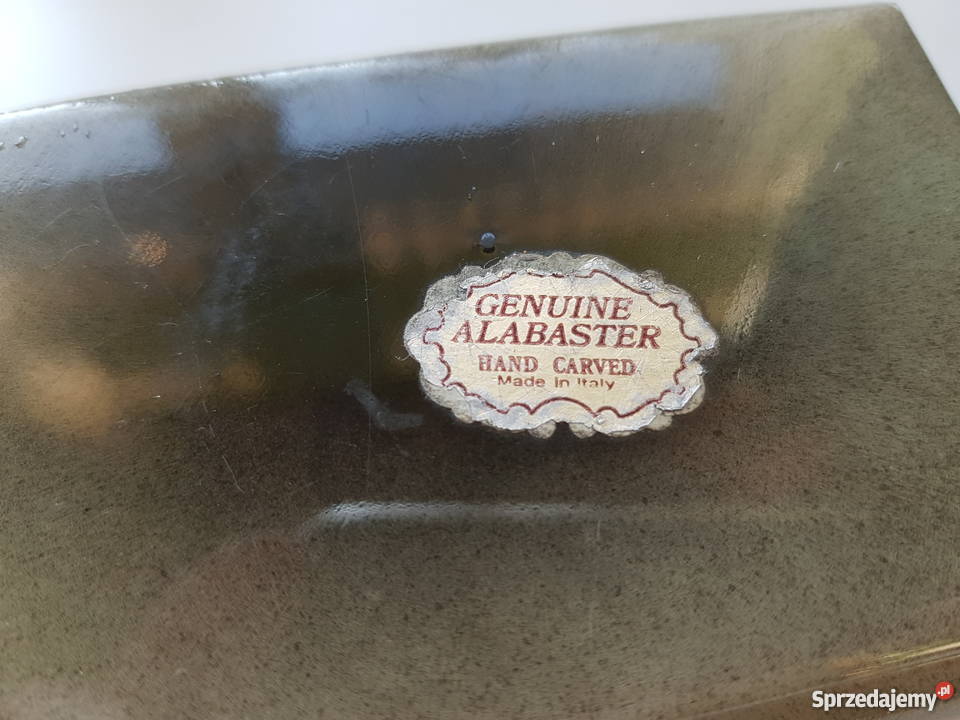 GENUINE
ALABASTER
HAND CARVED
Made in Italy
Sprzedajemy.pl